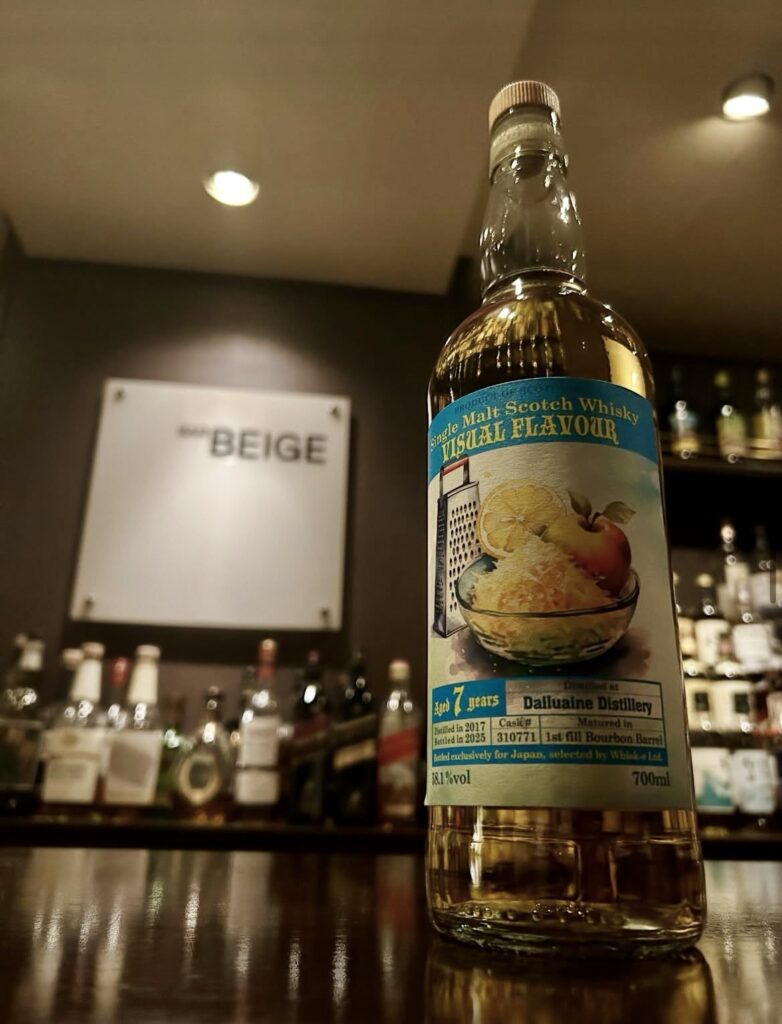 BAR BEIGE
PRODUCT OF SCOT
Single Malt Scotch Whisky
VISUAL FLAVOUR
Aged 7 years
Distilled at
Dailuaine Distillery
Distilled in 2017
Bottled in 2025
Cask#
310771
Matured in
1st fill Bourbon Barrel
Bottled exclusively for Japan, selected by Whisk-e Ltd.
58.1%vol
700ml